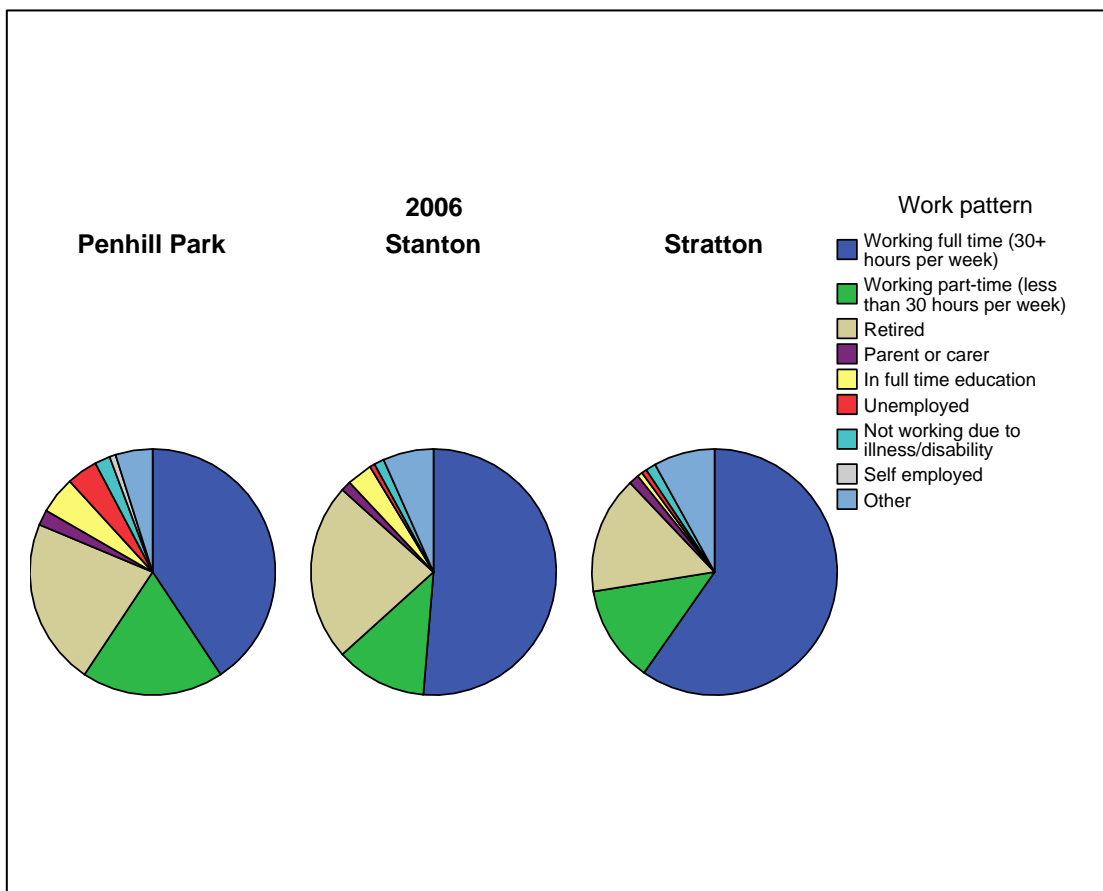 2006
Penhill Park
Stanton
Stratton
Work pattern
Working full time (30+
hours per week)
Working part-time (less
than 30 hours per week)
Retired
Parent or carer
In full time education
Unemployed
Not working due to
illness/disability
Self employed
Other